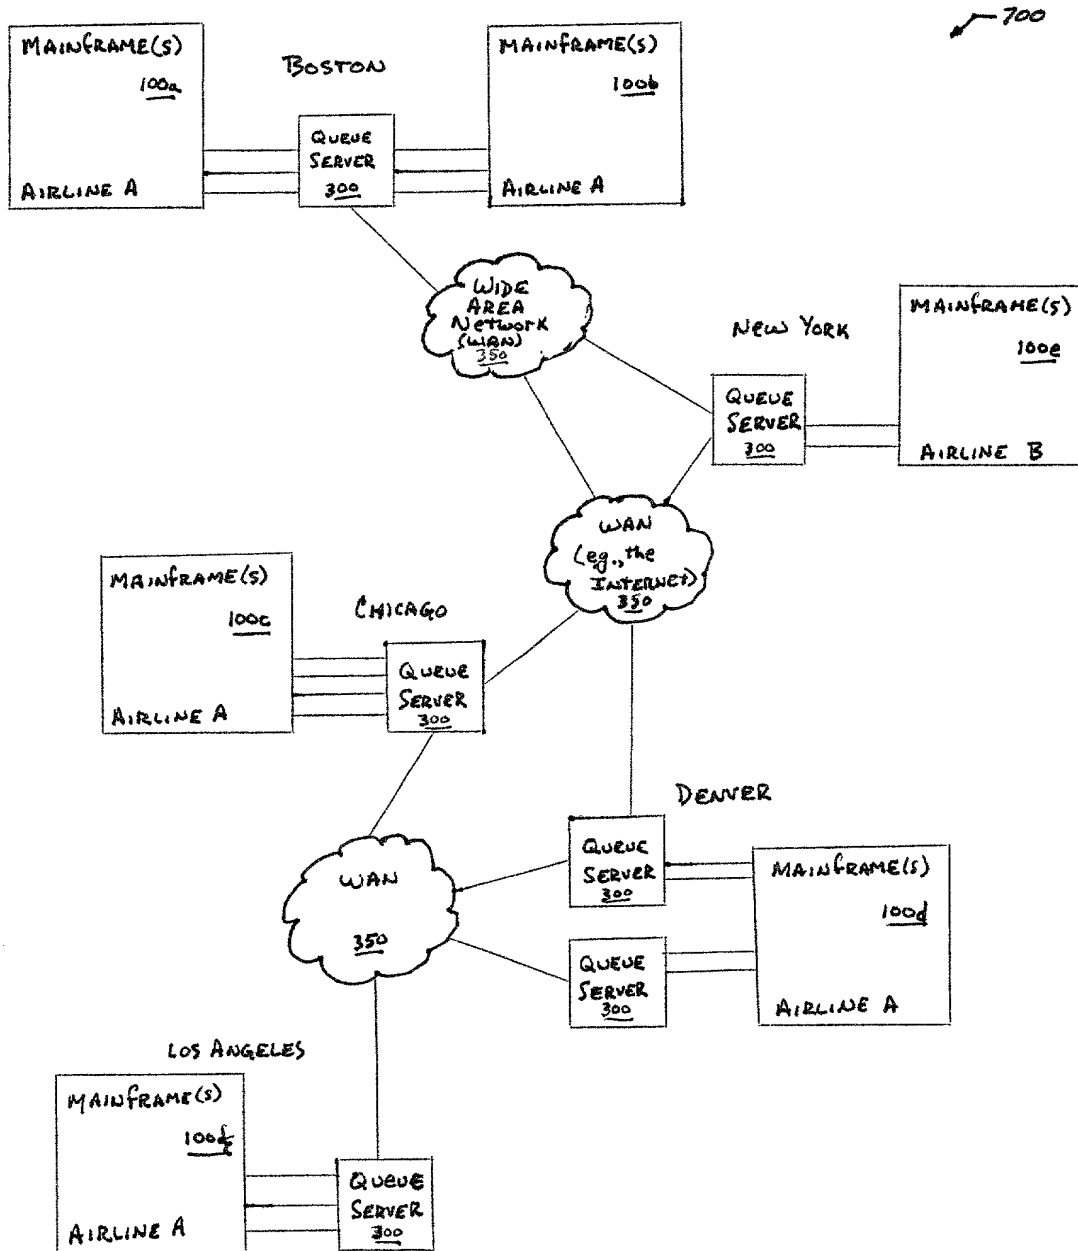 700
MAINFRAME(S)
100a
AIRLINE A
BOSTON
QUEUE
SERVER
300
MAINFRAME(S)
100b
AIRLINE A
WIDE
AREA
NETWORK
(WAN)
350
NEW YORK
QUEUE
SERVER
300
MAINFRAME(S)
100e
AIRLINE B
WAN
(eg., the
INTERNET)
350
MAINFRAME(S)
100c
AIRLINE A
CHICAGO
QUEUE
SERVER
300
DENVER
QUEUE
SERVER
300
MAINFRAME(S)
100d
AIRLINE A
WAN
350
QUEUE
SERVER
300
LOS ANGELES
MAINFRAME(S)
AIRLINE A
QUEUE
SERVER
300